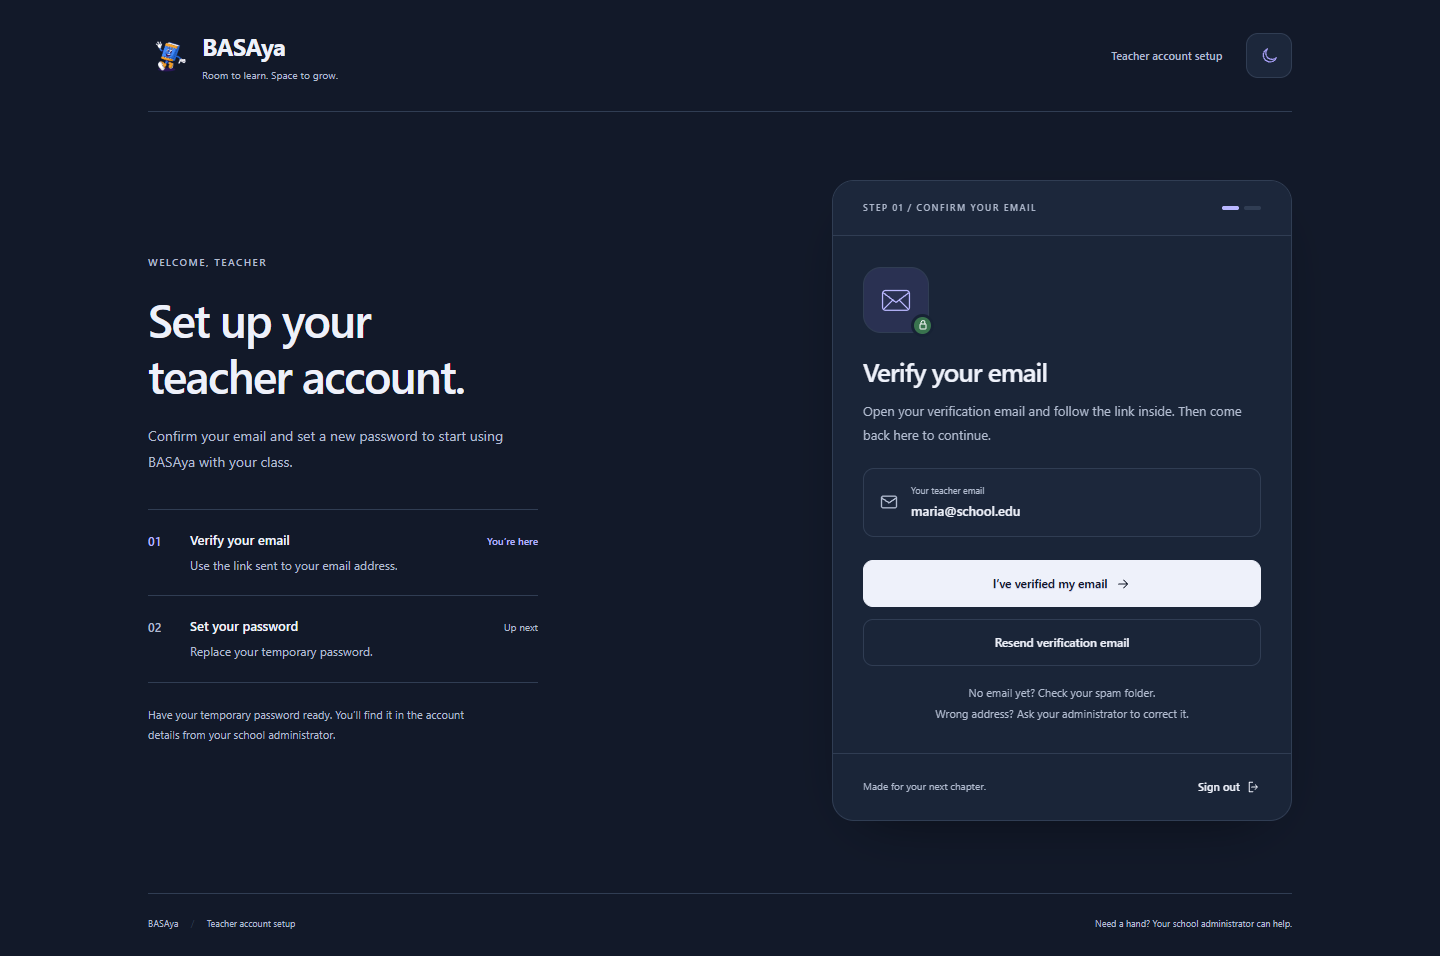 BASAya
Room to learn. Space to grow.
Teacher account setup
WELCOME, TEACHER
Set up your
teacher account.
Confirm your email and set a new password to start using
BASAya with your class.
01 Verify your email You're here
Use the link sent to your email address.
02 Set your password Up next
Replace your temporary password.
Have your temporary password ready. You'll find it in the account
details from your school administrator.
STEP 01 / CONFIRM YOUR EMAIL
Verify your email
Open your verification email and follow the link inside. Then come
back here to continue.
Your teacher email
maria@school.edu
I've verified my email →
Resend verification email
No email yet? Check your spam folder.
Wrong address? Ask your administrator to correct it.
Made for your next chapter.
Sign out
BASAya / Teacher account setup
Need a hand? Your school administrator can help.